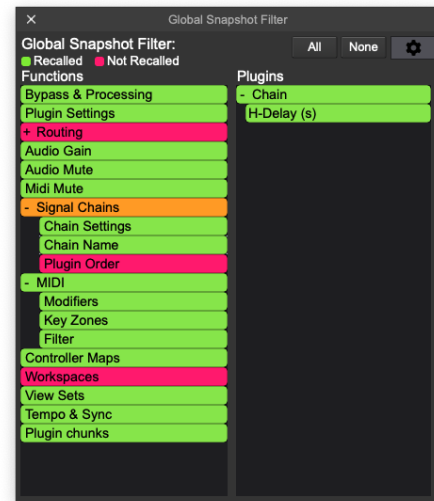 Global Snapshot Filter
Global Snapshot Filter:
All
None
Recalled
Not Recalled
Functions
Bypass & Processing
Plugin Settings
+ Routing
Audio Gain
Audio Mute
Midi Mute
- Signal Chains
Chain Settings
Chain Name
Plugin Order
- MIDI
Modifiers
Key Zones
Filter
Controller Maps
Workspaces
View Sets
Tempo & Sync
Plugin chunks
Plugins
- Chain
H-Delay (s)